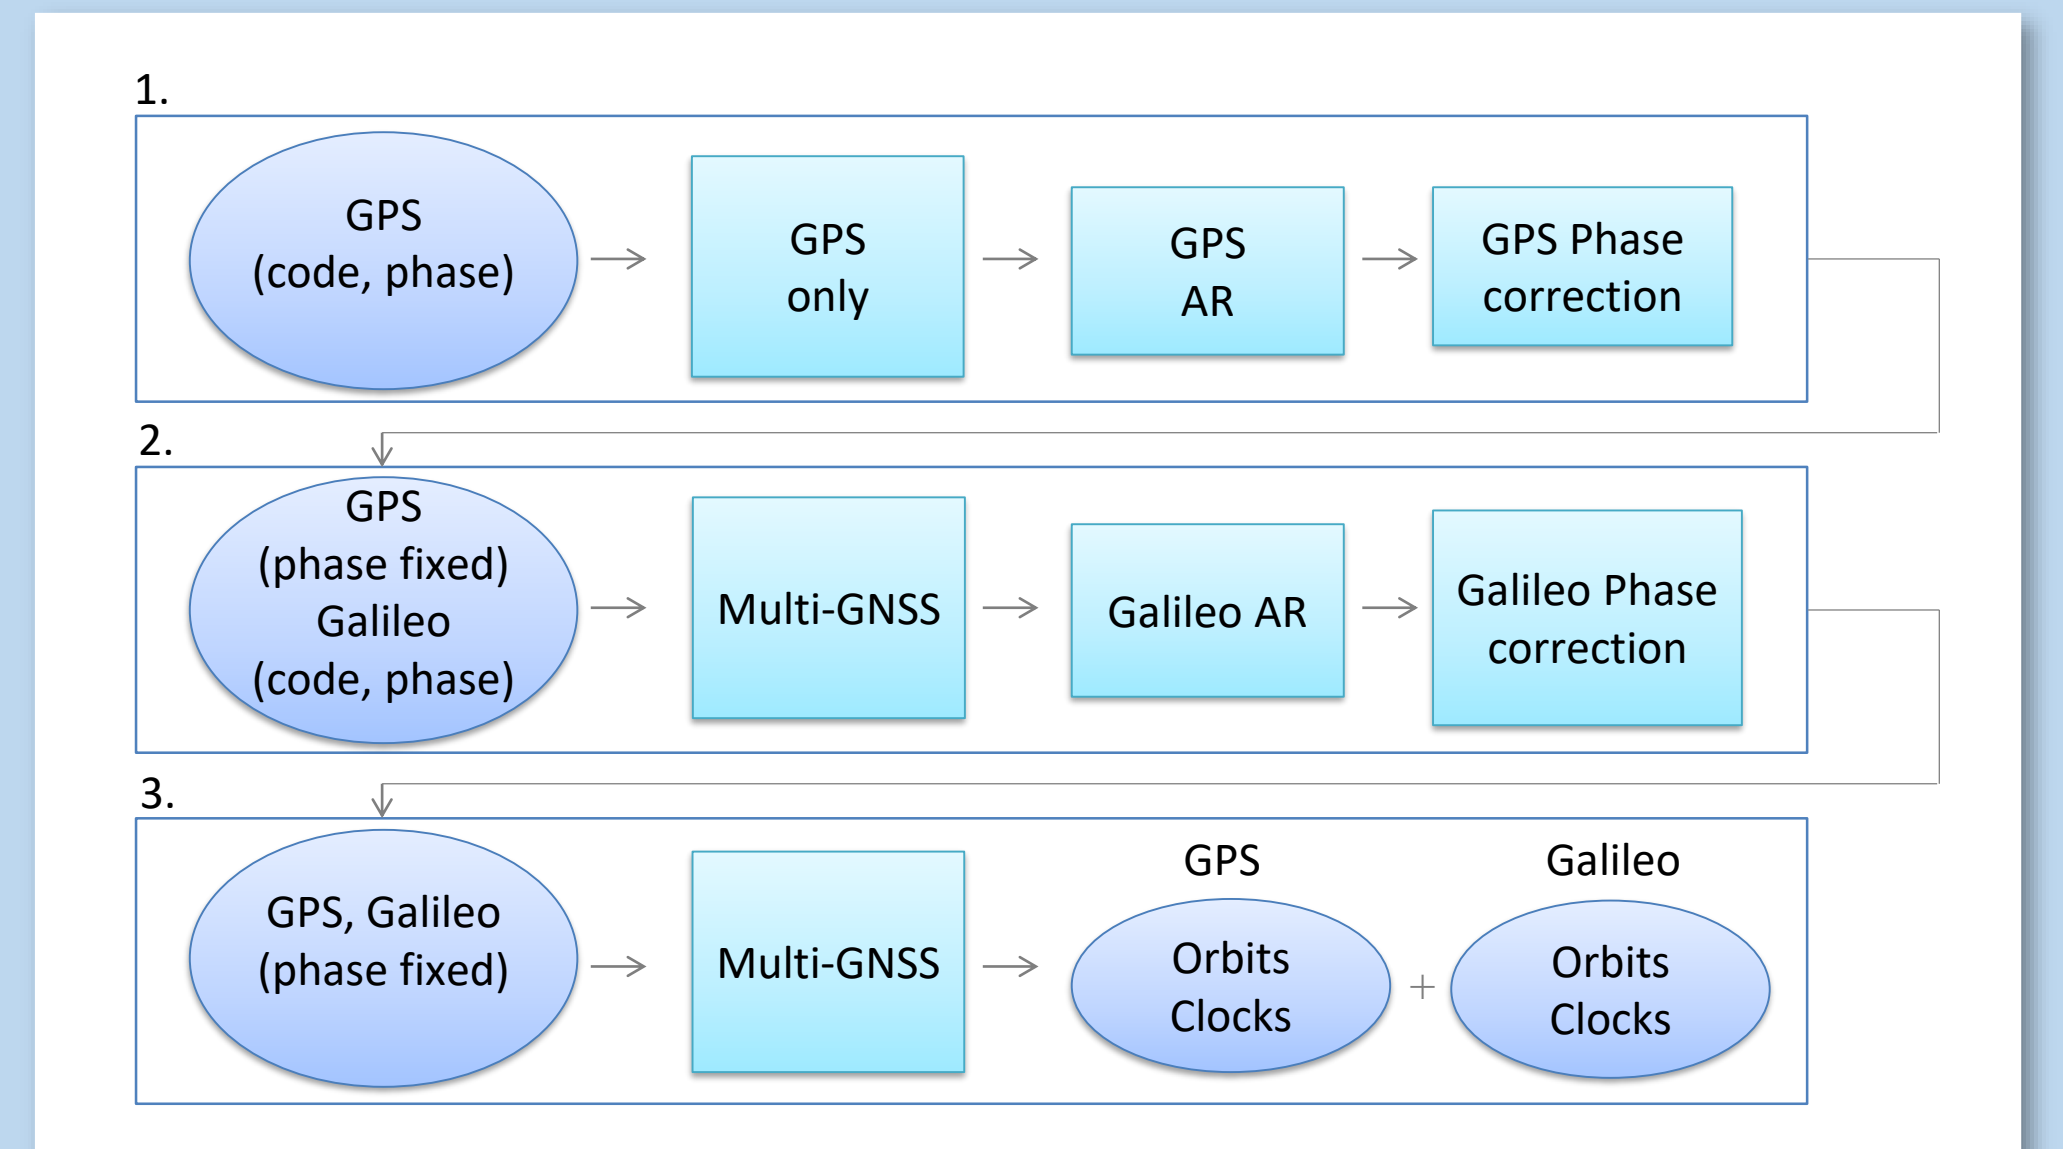 1.
GPS
(code, phase)
GPS
only
GPS
AR
GPS Phase
correction
2.
GPS
(phase fixed)
Galileo
(code, phase)
Multi-GNSS
Galileo AR
Galileo Phase
correction
3.
GPS, Galileo
(phase fixed)
Multi-GNSS
GPS
Orbits
Clocks
+
Galileo
Orbits
Clocks